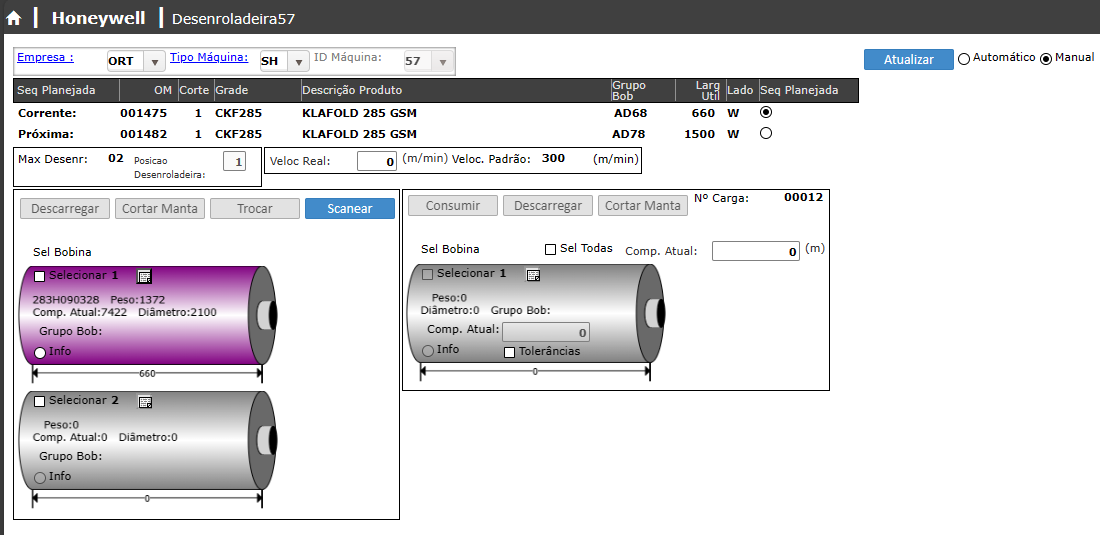 Honeywell | Desenroladeira57
Empresa : ORT Tipo Máquina: SH ID Máquina: 57 Atualizar Automático Manual
Seq Planejada OM Corte Grade Descrição Produto Grupo Bob Larg Util Lado Seq Planejada
Corrente: 001475 1 CKF285 KLAFOLD 285 GSM AD68 660 W
Próxima: 001482 1 CKF285 KLAFOLD 285 GSM AD78 1500 W
Max Desenr: 02 Posicao Desenroladeira: 1 Veloc Real: 0 (m/min) Veloc. Padrão: 300 (m/min)
Descarregar Cortar Manta Trocar Scanear
Sel Bobina
Selecionar 1
283H090328 Peso:1372
Comp. Atual:7422 Diâmetro:2100
Grupo Bob:
Info
660
Selecionar 2
Peso:0
Comp. Atual:0 Diâmetro:0
Grupo Bob:
Info
0
Consumir Descarregar Cortar Manta Nº Carga: 00012
Sel Bobina Sel Todas Comp. Atual: 0 (m)
Selecionar 1
Peso:0
Diâmetro:0 Grupo Bob:
Comp. Atual: 0
Info Tolerâncias
0